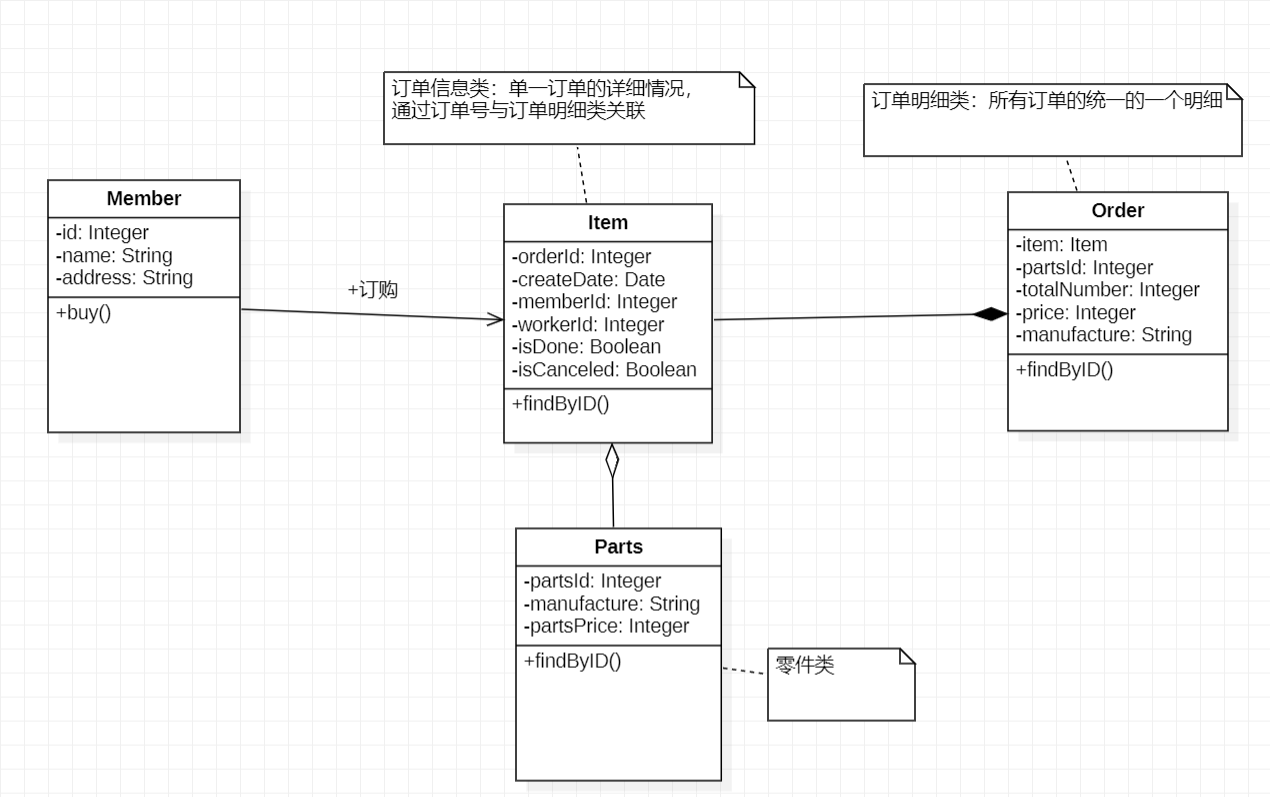 订单信息类：单一订单的详细情况，
通过订单号与订单明细类关联
订单明细类：所有订单的统一的一个明细
Member
-id: Integer
-name: String
-address: String
+buy()
+订购
Item
-orderId: Integer
-createDate: Date
-memberId: Integer
-workerId: Integer
-isDone: Boolean
-isCanceled: Boolean
+findByID()
Order
-item: Item
-partsId: Integer
-totalNumber: Integer
-price: Integer
-manufacture: String
+findByID()
Parts
-partsId: Integer
-manufacture: String
-partsPrice: Integer
+findByID()
零件类